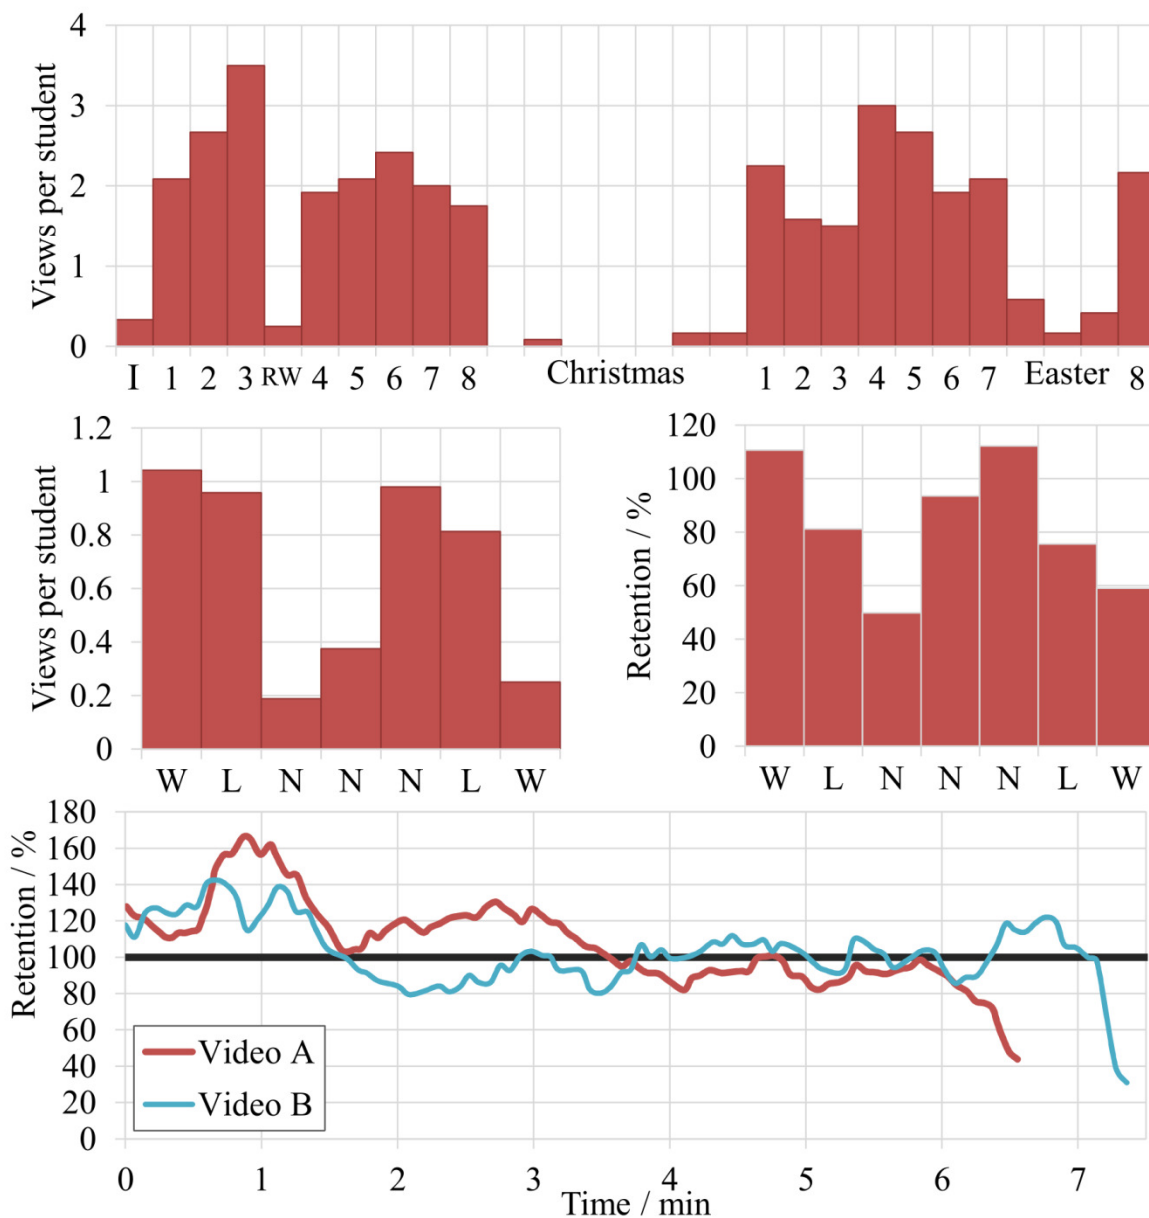 Views per student
4
3
2
1
0
I 1 2 3 RW 4 5 6 7 8 Christmas 1 2 3 4 5 6 7 Easter 8
Views per student
1.2
1
0.8
0.6
0.4
0.2
0
W L N N N L W
Retention / %
120
100
80
60
40
20
0
W L N N N L W
Retention / %
180
160
140
120
100
80
60
40
20
0
Video A
Video B
0 1 2 3 4 5 6 7
Time / min